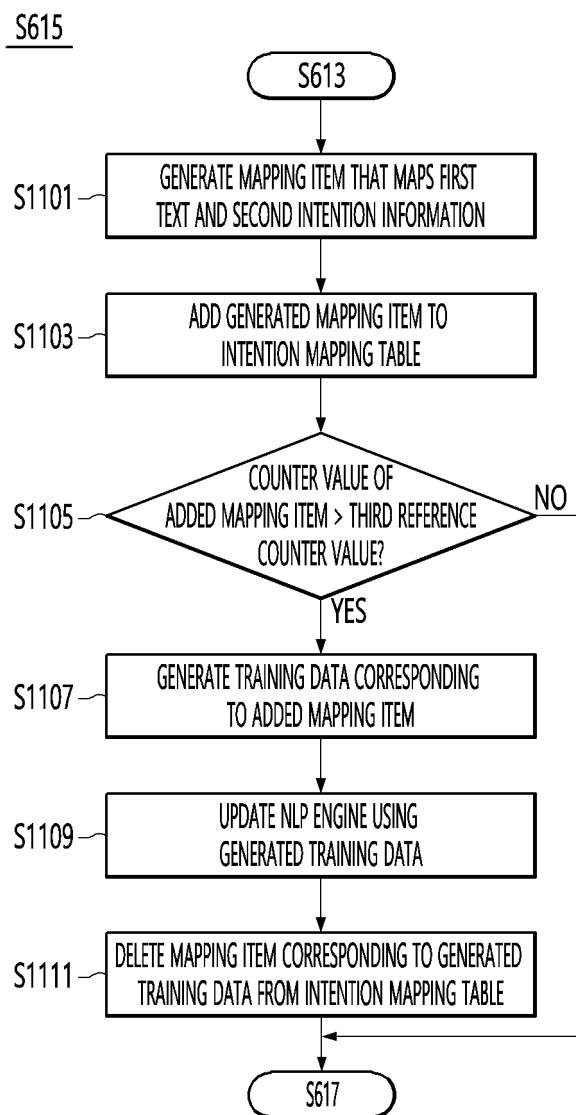 S615
S613
S1101
GENERATE MAPPING ITEM THAT MAPS FIRST
TEXT AND SECOND INTENTION INFORMATION
S1103
ADD GENERATED MAPPING ITEM TO
INTENTION MAPPING TABLE
S1105
COUNTER VALUE OF
ADDED MAPPING ITEM > THIRD REFERENCE
COUNTER VALUE?
NO
YES
S1107
GENERATE TRAINING DATA CORRESPONDING
TO ADDED MAPPING ITEM
S1109
UPDATE NLP ENGINE USING
GENERATED TRAINING DATA
S1111
DELETE MAPPING ITEM CORRESPONDING TO GENERATED
TRAINING DATA FROM INTENTION MAPPING TABLE
S617